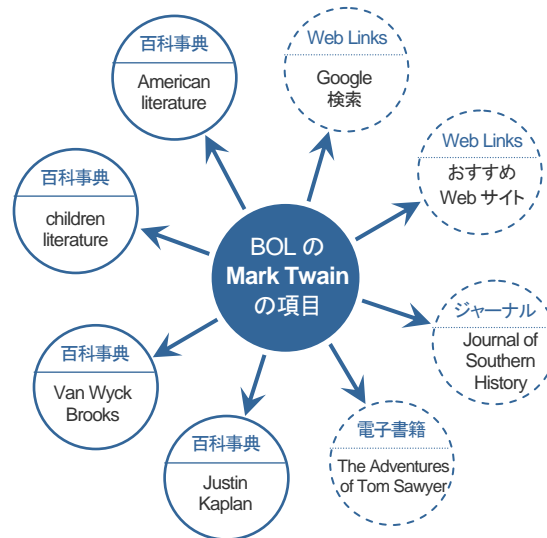 百科事典
American
literature
Web Links
Google
検索
Web Links
おすすめ
Web サイト
百科事典
children
literature
BOL の
Mark Twain
の項目
ジャーナル
Journal of
Southern
History
百科事典
Van Wyck
Brooks
百科事典
Justin
Kaplan
電子書籍
The Adventures
of Tom Sawyer